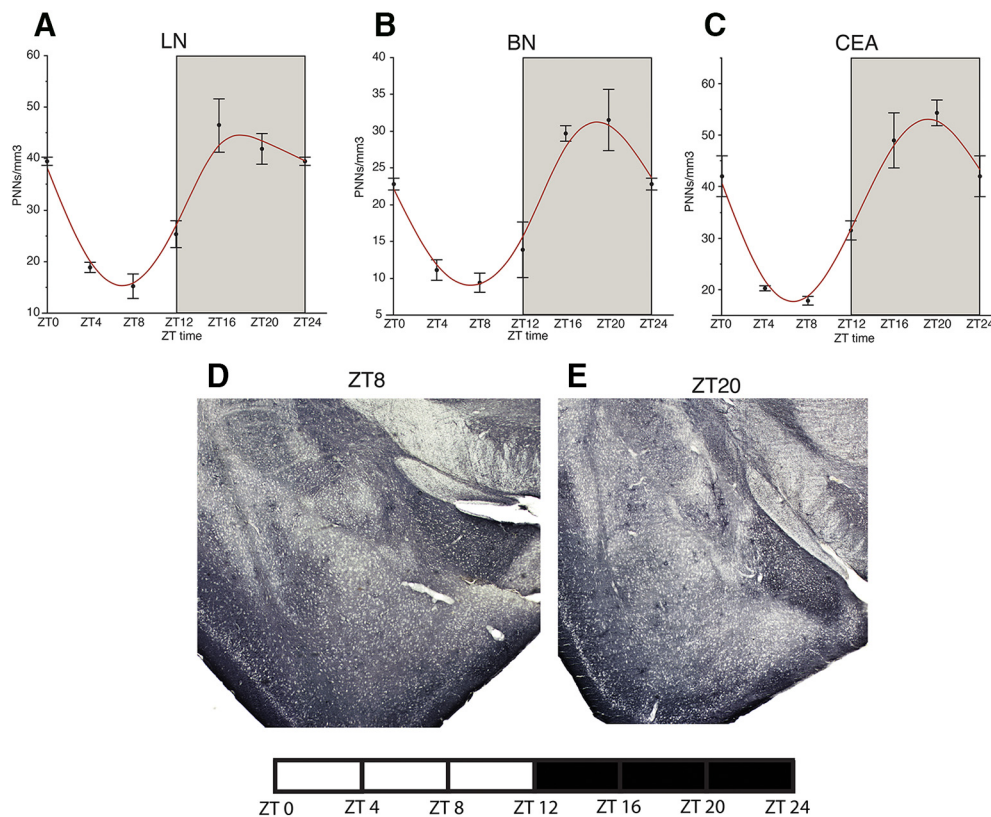 A
LN
PNNs/mm3
60
50
40
30
20
10
ZT0 ZT4 ZT8 ZT12 ZT16 ZT20 ZT24
ZT time
B
BN
PNNs/mm3
40
35
30
25
20
15
10
5
ZT0 ZT4 ZT8 ZT12 ZT16 ZT20 ZT24
ZT time
C
CEA
PNNs/mm3
60
50
40
30
20
ZT0 ZT4 ZT8 ZT12 ZT16 ZT20 ZT24
ZT time
D
ZT8
E
ZT20
ZT 0 ZT 4 ZT 8 ZT 12 ZT 16 ZT 20 ZT 24